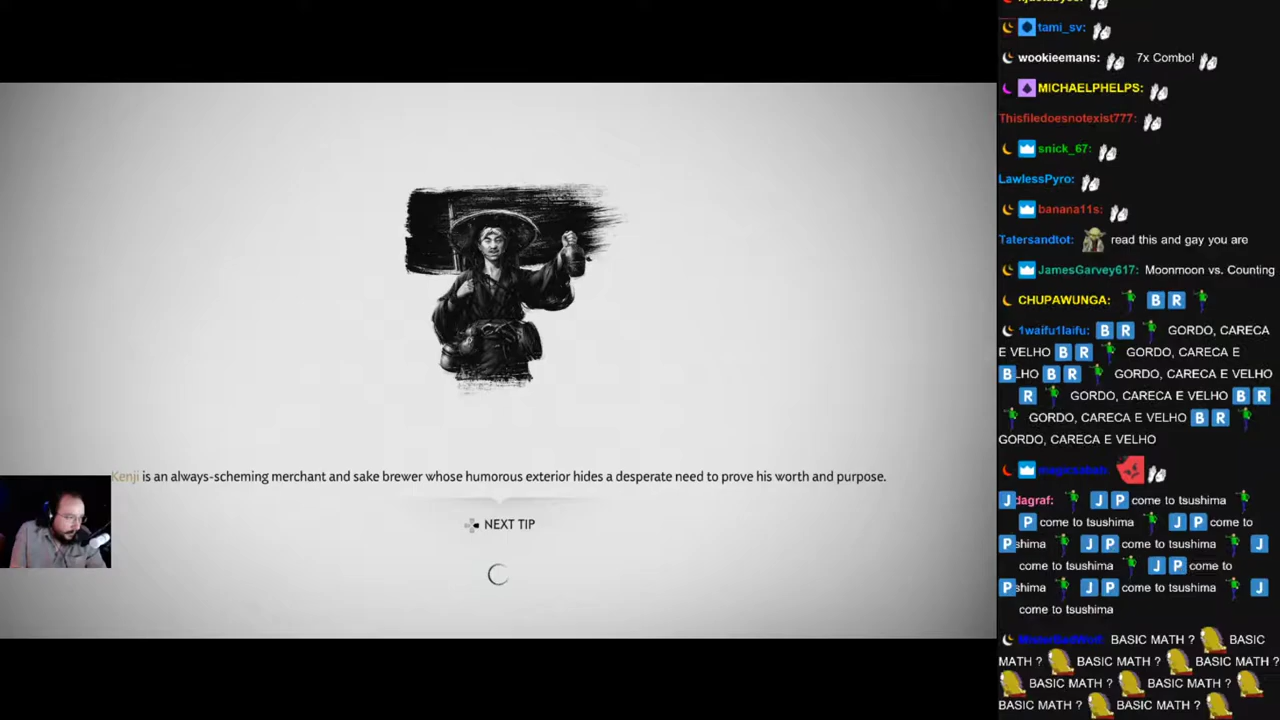 tami_sv:
wookieemans: 7x Combo!
MICHAELPHELPS:
Thisfiledoesnotexist777:
snick_67:
LawlessPyro:
banana11s:
Tatersandtot: read this and gay you are
JamesGarvey617: Moonmoon vs. Counting
CHUPAWUNGA: B R
1waifu1laifu: B R GORDO, CARECA
E VELHO B R GORDO, CARECA E
B LHO B R GORDO, CARECA E VELHO
R GORDO, CARECA E VELHO B R
GORDO, CARECA E VELHO B R
GORDO, CARECA E VELHO
J dagraf: J P come to tsushima
P come to tsushima J P come to
P shima J P come to tsushima J
come to tsushima J P come to
P shima J P come to tsushima J
come to tsushima
BASIC MATH ? BASIC
MATH ? BASIC MATH ? BASIC MATH ?
BASIC MATH ? BASIC MATH ?
BASIC MATH ? BASIC MATH ?
Kenji is an always-scheming merchant and sake brewer whose humorous exterior hides a desperate need to prove his worth and purpose.
NEXT TIP